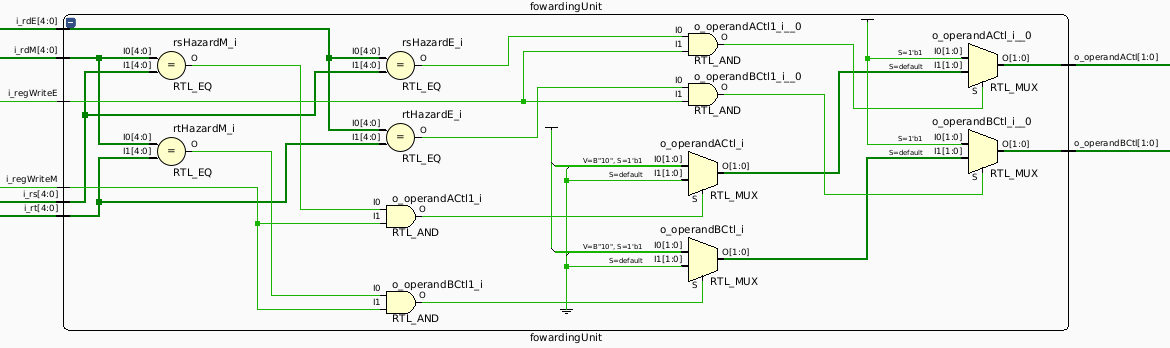 fowardingUnit
i_rdE[4:0]
i_rdM[4:0]
i_regWriteE
i_regWriteM
i_rs[4:0]
i_rt[4:0]
rsHazardM_i
I0[4:0]
I1[4:0]
=
O
RTL_EQ
rtHazardM_i
I0[4:0]
I1[4:0]
=
O
RTL_EQ
rsHazardE_i
I0[4:0]
I1[4:0]
=
O
RTL_EQ
rtHazardE_i
I0[4:0]
I1[4:0]
=
O
RTL_EQ
o_operandACtl1_i
I0
I1
O
RTL_AND
o_operandBCtl1_i
I0
I1
O
RTL_AND
o_operandACtl1_i__0
I0
I1
O
RTL_AND
o_operandBCtl1_i__0
I0
I1
O
RTL_AND
o_operandACtl_i
V=B"10", S=1'b1 I0[1:0]
S=default I1[1:0]
O[1:0]
S
RTL_MUX
o_operandBCtl_i
V=B"10", S=1'b1 I0[1:0]
S=default I1[1:0]
O[1:0]
S
RTL_MUX
o_operandACtl_i__0
S=1'b1 I0[1:0]
S=default I1[1:0]
O[1:0]
S
RTL_MUX
o_operandBCtl_i__0
S=1'b1 I0[1:0]
S=default I1[1:0]
O[1:0]
S
RTL_MUX
o_operandACtl[1:0]
o_operandBCtl[1:0]
fowardingUnit